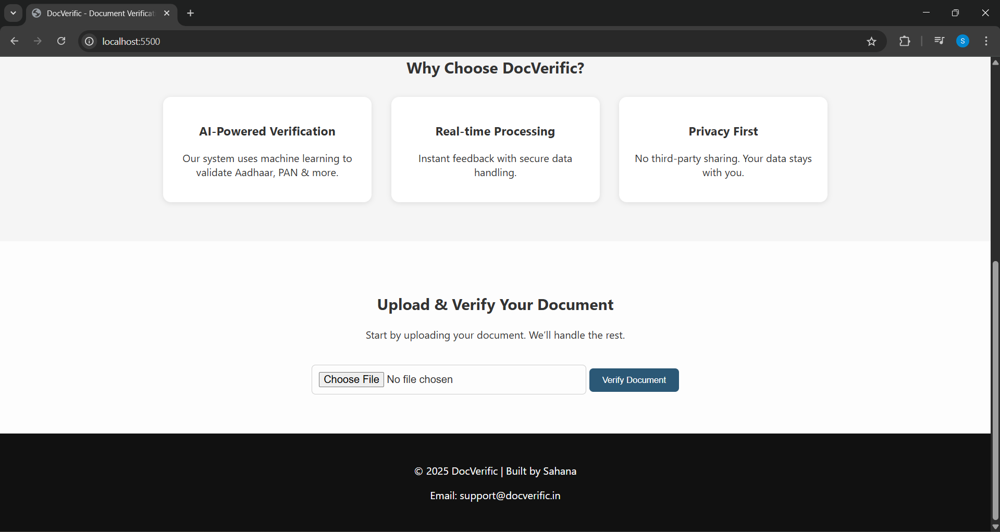 DocVerific - Document Verificat
localhost:5500
S
Why Choose DocVerific?
AI-Powered Verification
Our system uses machine learning to
validate Aadhaar, PAN & more.
Real-time Processing
Instant feedback with secure data
handling.
Privacy First
No third-party sharing. Your data stays
with you.
Upload & Verify Your Document
Start by uploading your document. We’ll handle the rest.
Choose File No file chosen
Verify Document
© 2025 DocVerific | Built by Sahana
Email: support@docverific.in